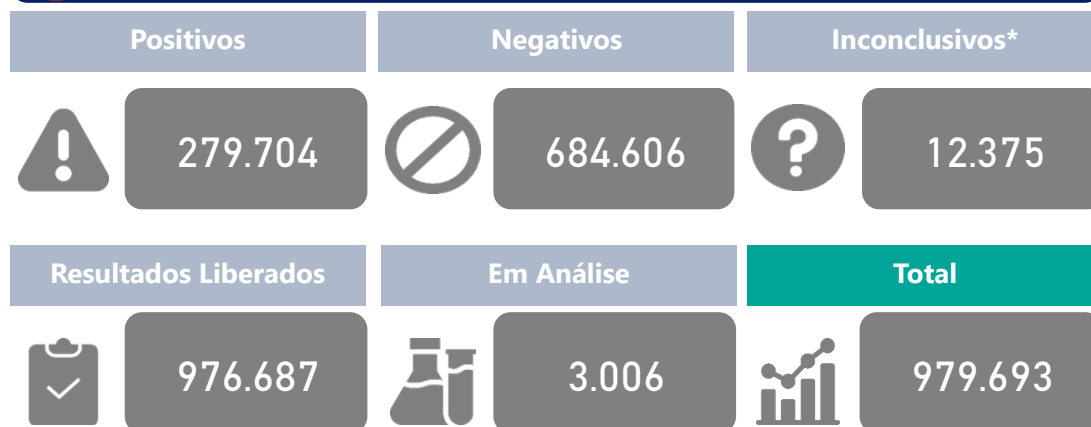 Positivos
Negativos
Inconclusivos*
279.704
684.606
12.375
Resultados Liberados
Em Análise
Total
976.687
3.006
979.693